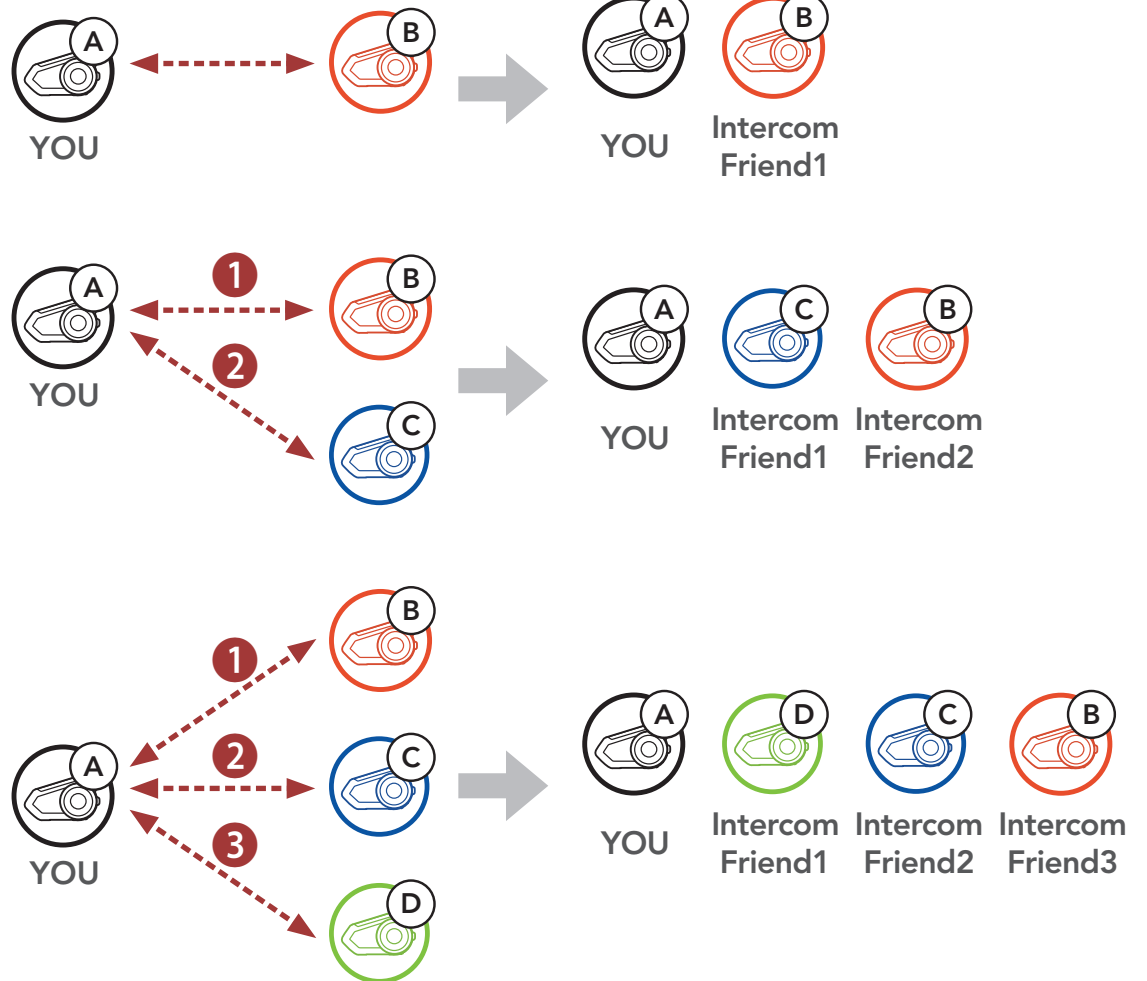 A
B
YOU
A
B
YOU
Intercom
Friend1
1
A
B
2
YOU
C
A
C
B
YOU
Intercom Intercom
Friend1 Friend2
B
1
A
2
C
3
YOU
D
A
D
C
B
YOU
Intercom Intercom Intercom
Friend1 Friend2 Friend3